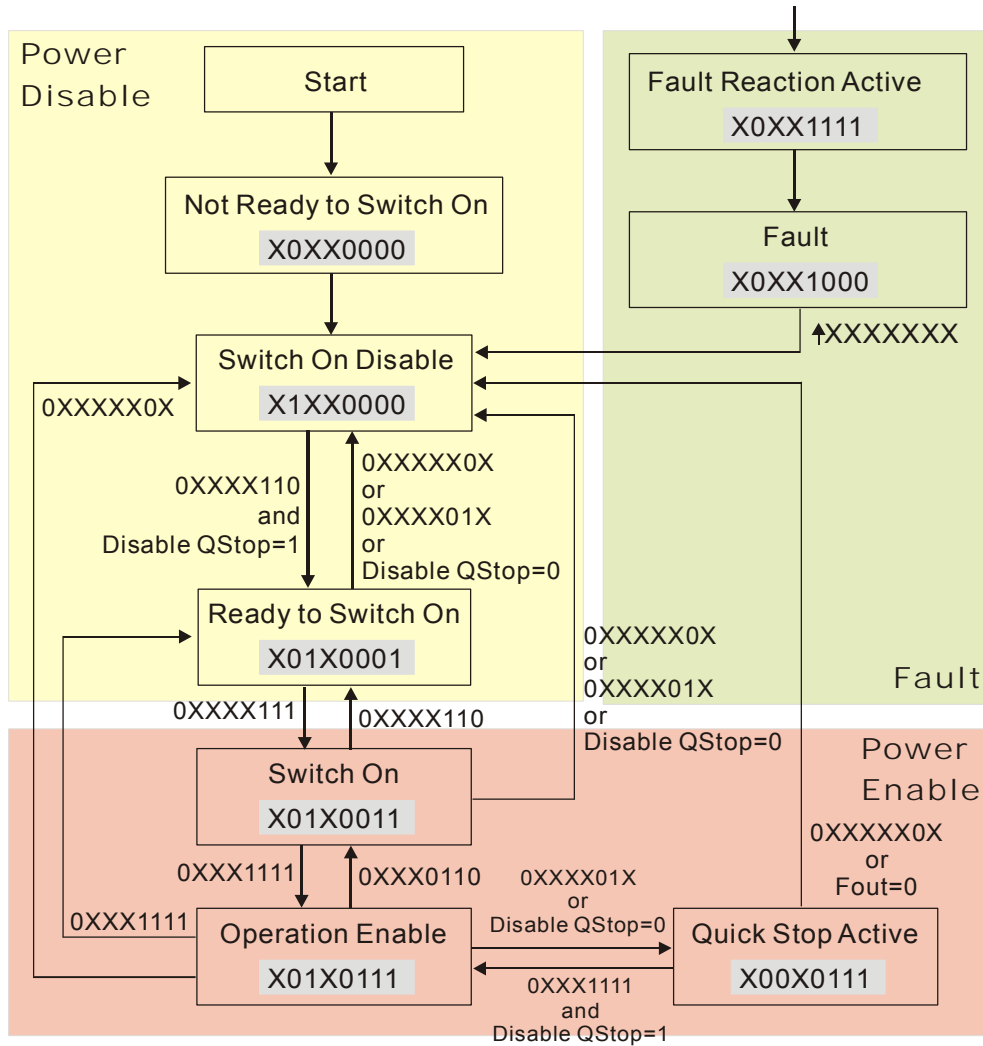 Power
Disable
Start
Not Ready to Switch On
X0XX0000
Switch On Disable
X1XX0000
0XXXXX0X
0XXXX110
and
Disable QStop=1
0XXXXX0X
or
0XXXX01X
or
Disable QStop=0
Ready to Switch On
X01X0001
0XXXX111
0XXXX110
Fault Reaction Active
X0XX1111
Fault
X0XX1000
XXXXXXX
Fault
0XXXXX0X
or
0XXXX01X
or
Disable QStop=0
Power
Enable
Switch On
X01X0011
0XXX1111
0XXX0110
0XXX1111
Operation Enable
X01X0111
0XXXX01X
or
Disable QStop=0
0XXXXX0X
or
Fout=0
Quick Stop Active
X00X0111
0XXX1111
and
Disable QStop=1